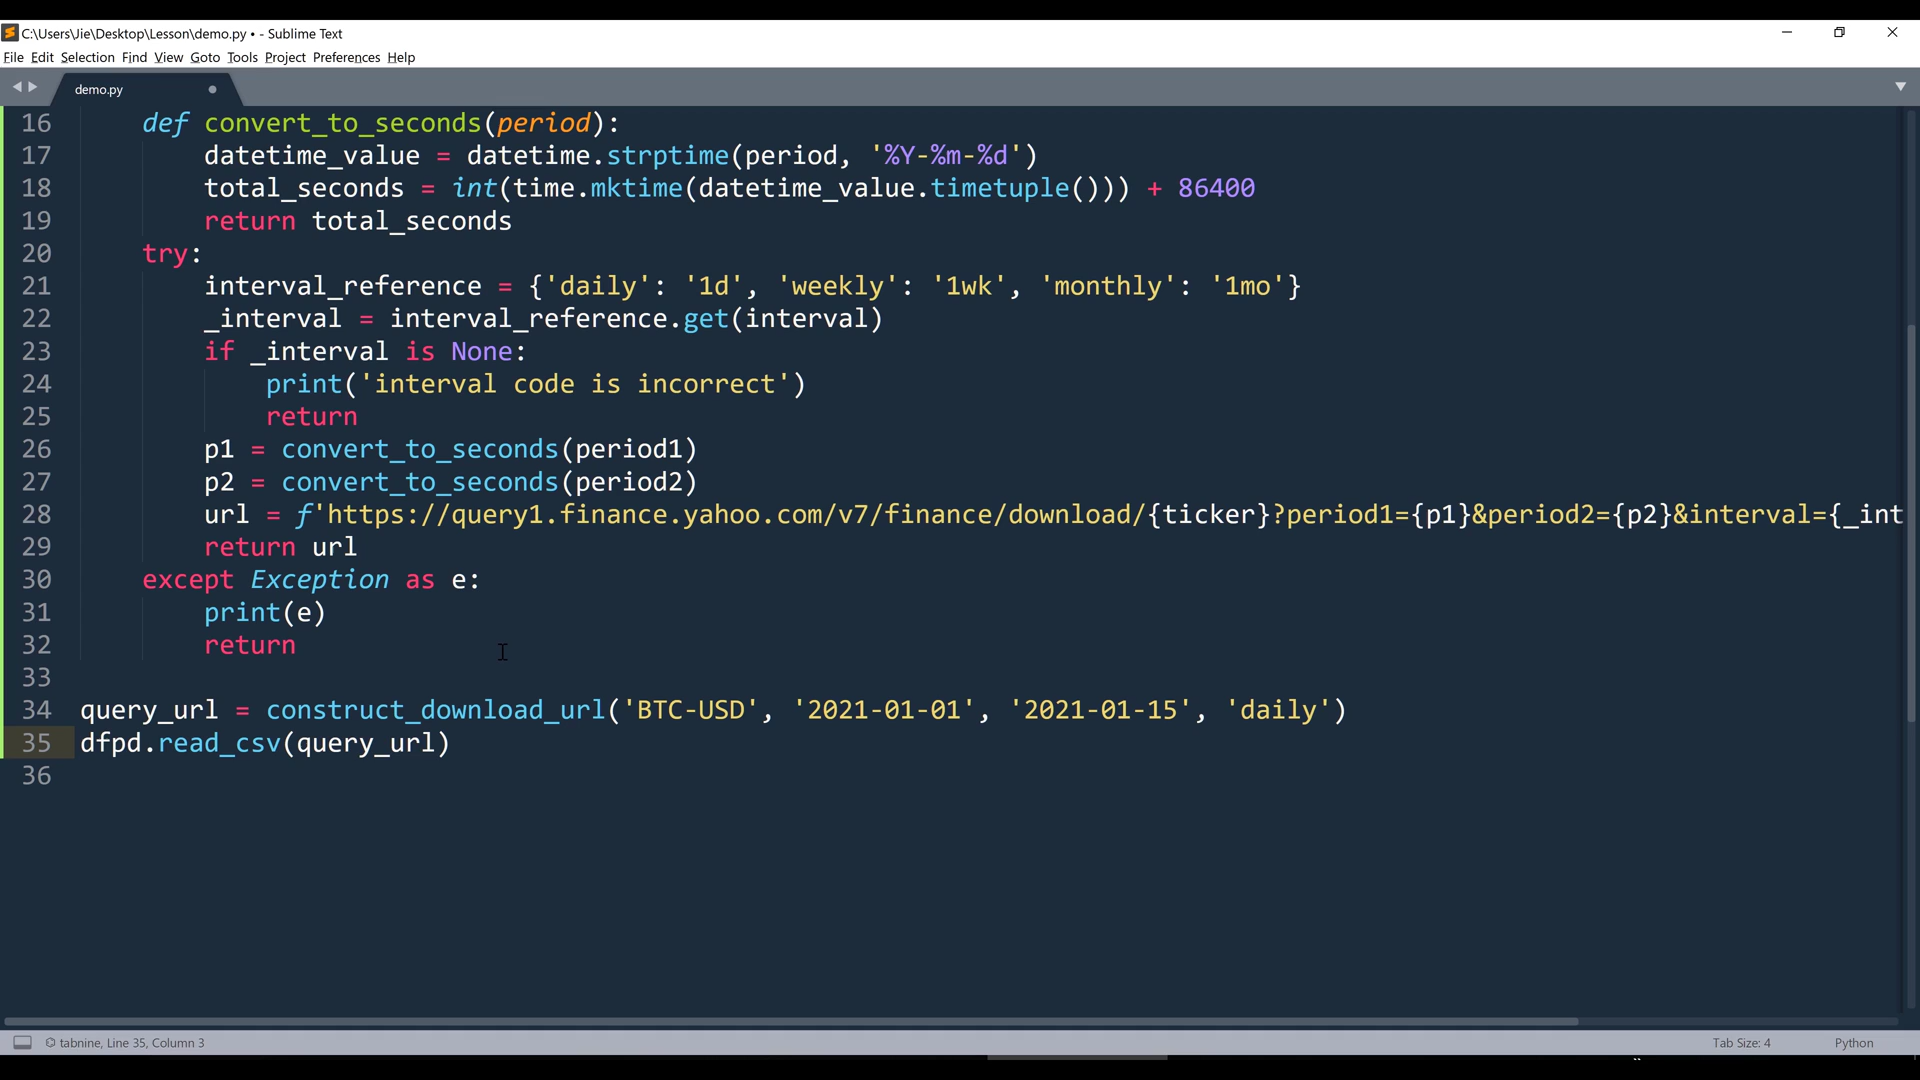 C:\Users\Jie\Desktop\Lesson\demo.py • - Sublime Text
File Edit Selection Find View Goto Tools Project Preferences Help
demo.py
16 def convert_to_seconds(period):
17 datetime_value = datetime.strptime(period, '%Y-%m-%d')
18 total_seconds = int(time.mktime(datetime_value.timetuple())) + 86400
19 return total_seconds
20 try:
21 interval_reference = {'daily': '1d', 'weekly': '1wk', 'monthly': '1mo'}
22 _interval = interval_reference.get(interval)
23 if _interval is None:
24 print('interval code is incorrect')
25 return
26 p1 = convert_to_seconds(period1)
27 p2 = convert_to_seconds(period2)
28 url = f'https://query1.finance.yahoo.com/v7/finance/download/{ticker}?period1={p1}&period2={p2}&interval={_int
29 return url
30 except Exception as e:
31 print(e)
32 return
33
34 query_url = construct_download_url('BTC-USD', '2021-01-01', '2021-01-15', 'daily')
35 dfpd.read_csv(query_url)
36
tabnine, Line 35, Column 3
Tab Size: 4
Python